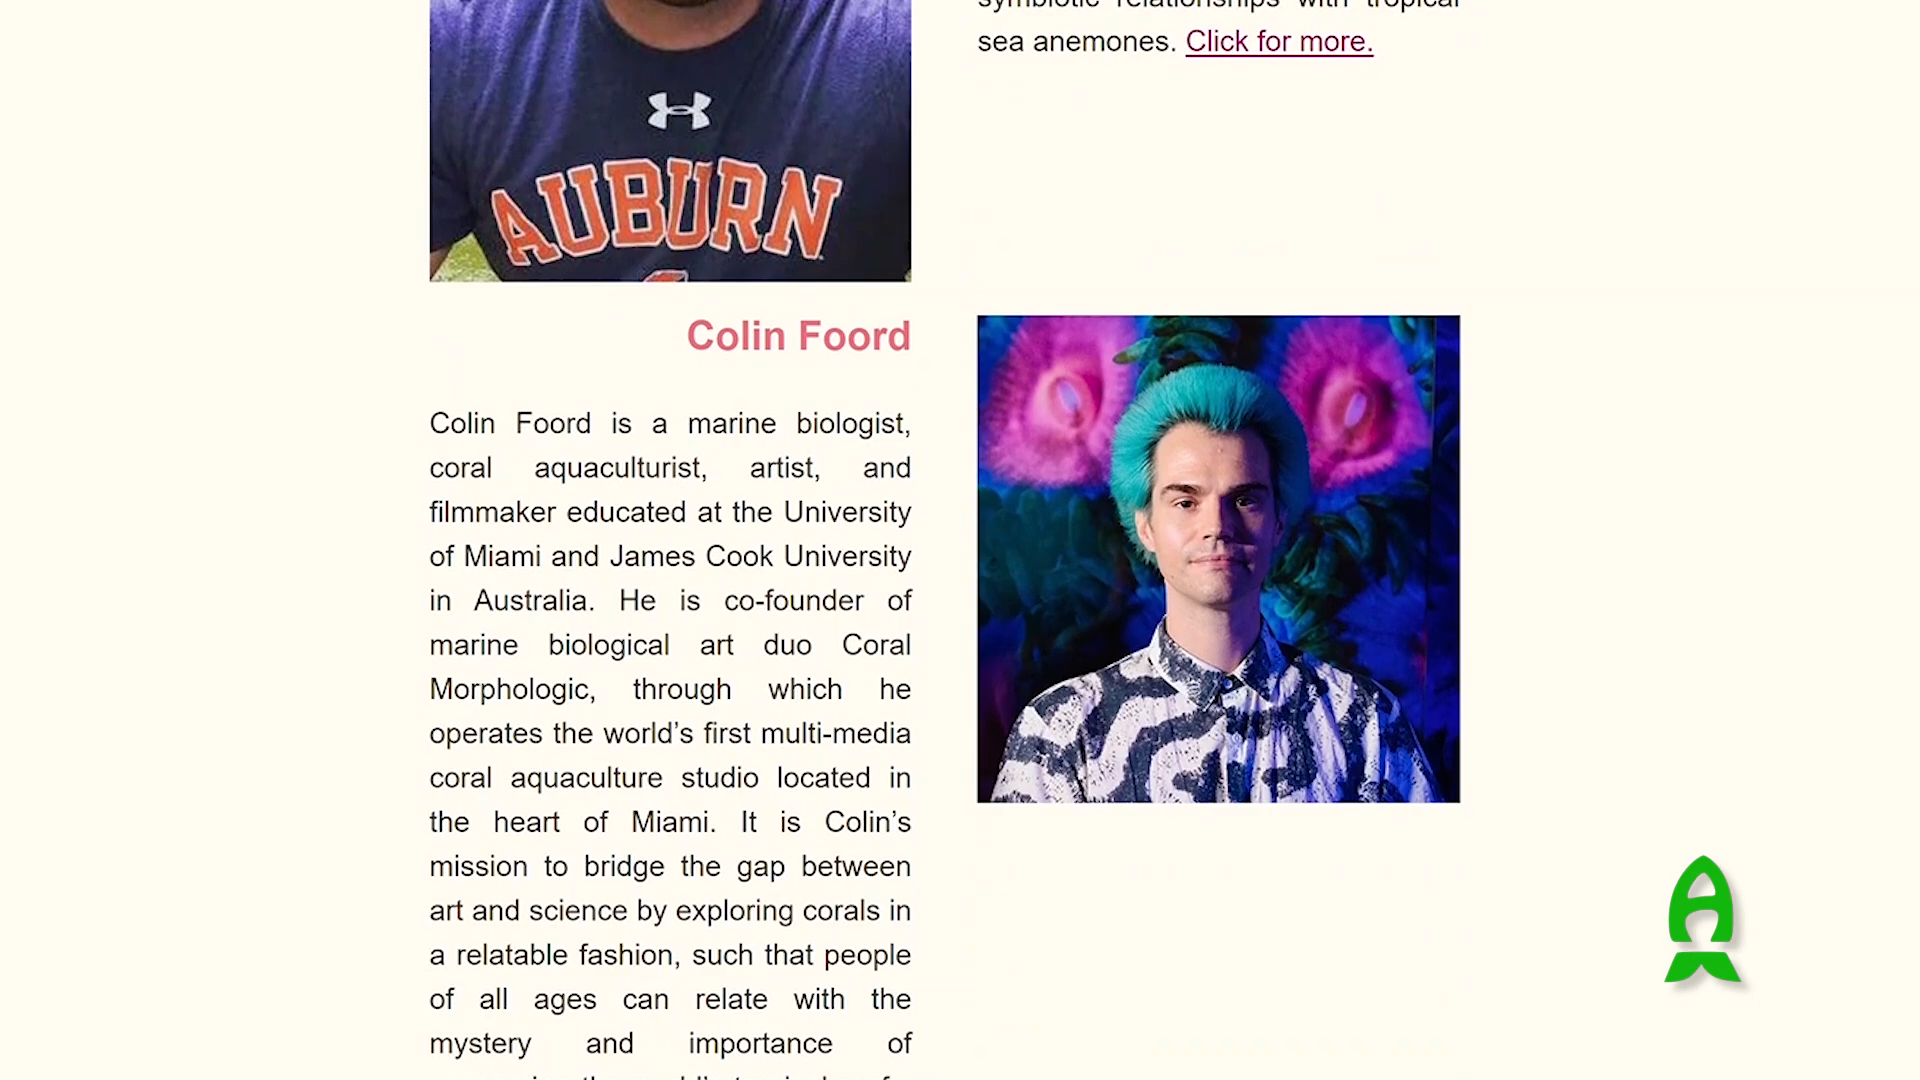 symbiotic relationships with tropical
sea anemones. Click for more.
AUBURN
Colin Foord
Colin Foord is a marine biologist,
coral aquaculturist, artist, and
filmmaker educated at the University
of Miami and James Cook University
in Australia. He is co-founder of
marine biological art duo Coral
Morphologic, through which he
operates the world’s first multi-media
coral aquaculture studio located in
the heart of Miami. It is Colin’s
mission to bridge the gap between
art and science by exploring corals in
a relatable fashion, such that people
of all ages can relate with the
mystery and importance of